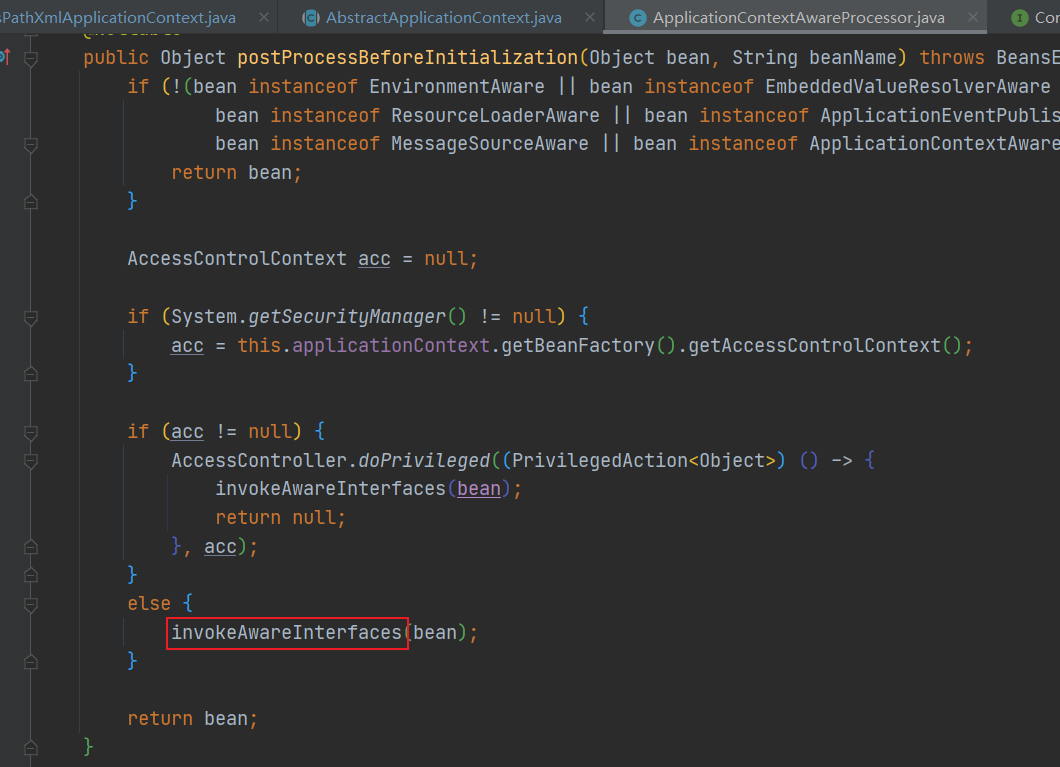 sPathXmlApplicationContext.java AbstractApplicationContext.java ApplicationContextAwareProcessor.java Con
public Object postProcessBeforeInitialization(Object bean, String beanName) throws BeansE
if (!(bean instanceof EnvironmentAware || bean instanceof EmbeddedValueResolverAware
bean instanceof ResourceLoaderAware || bean instanceof ApplicationEventPublis
bean instanceof MessageSourceAware || bean instanceof ApplicationContextAware
return bean;
}
AccessControlContext acc = null;
if (System.getSecurityManager() != null) {
acc = this.applicationContext.getBeanFactory().getAccessControlContext();
}
if (acc != null) {
AccessController.doPrivileged((PrivilegedAction<Object>) () -> {
invokeAwareInterfaces(bean);
return null;
}, acc);
}
else {
invokeAwareInterfaces(bean);
}
return bean;
}